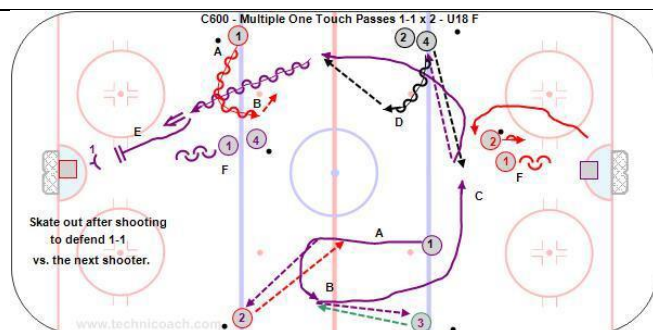 C600 - Multiple One Touch Passes 1-1 x 2 - U18 F
1
A
2
4
B
D
E
1
1
4
F
2
1
F
C
Skate out after shooting
to defend 1-1
vs. the next shooter.
A
1
B
2
3
www.technicoach.com